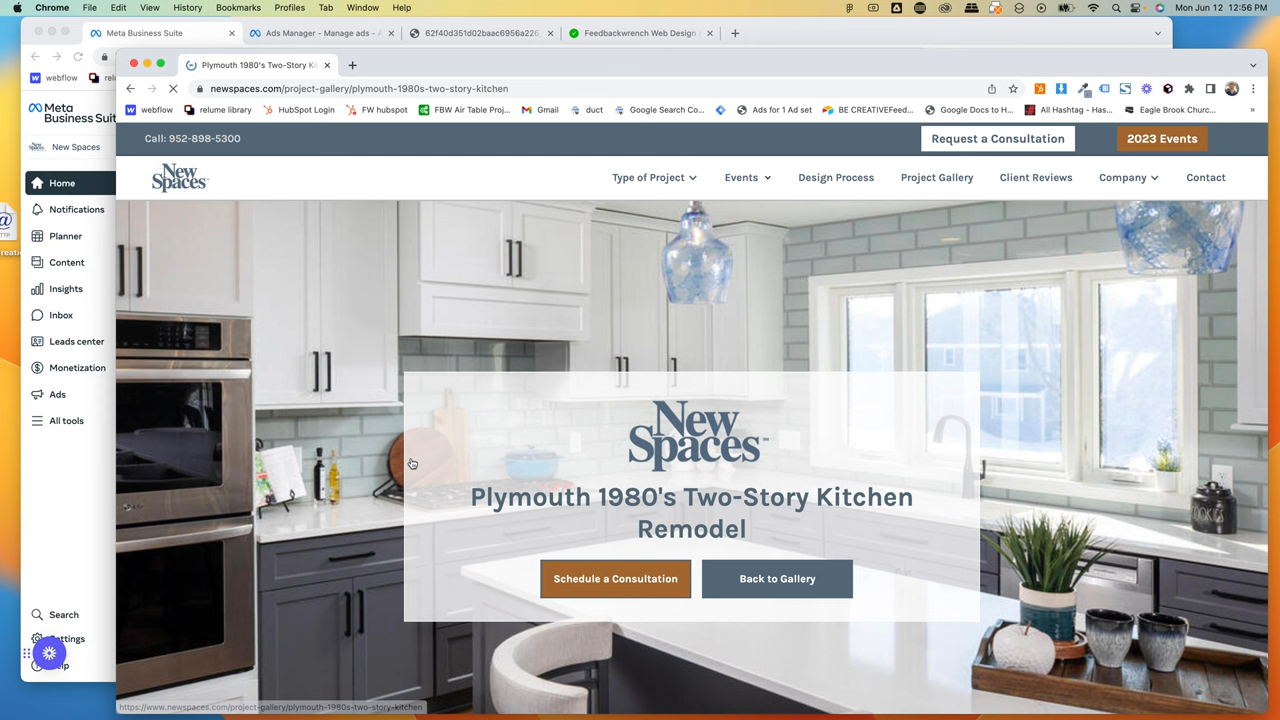 Chrome File Edit View History Bookmarks Profiles Tab Window Help Mon Jun 12 12:56 PM
Meta Business Suite Ads Manager - Manage ads - A 62f40d351d02baac6956a226 Feedbackwrench Web Design
Plymouth 1980's Two-Story Ki
newspaces.com/project-gallery/plymouth-1980s-two-story-kitchen
webflow
webflow relume library HubSpot Login FW hubspot FBW Air Table Proj... Gmail duct Google Search Co... Ads for 1 Ad set BE CREATIVEFeed... Google Docs to H... All Hashtag - Has... Eagle Brook Churc...
Meta
Business Suit
New Spaces
Home
Notifications
Planner
Content
Insights
Inbox
Leads center
Monetization
Ads
All tools
Search
Call: 952-898-5300
Request a Consultation
2023 Events
New
Spaces
Type of Project Events Design Process Project Gallery Client Reviews Company Contact
New
Spaces
Plymouth 1980's Two-Story Kitchen
Remodel
Schedule a Consultation
Back to Gallery
COOKIES
https://www.newspaces.com/project-gallery/plymouth-1980s-two-story-kitchen